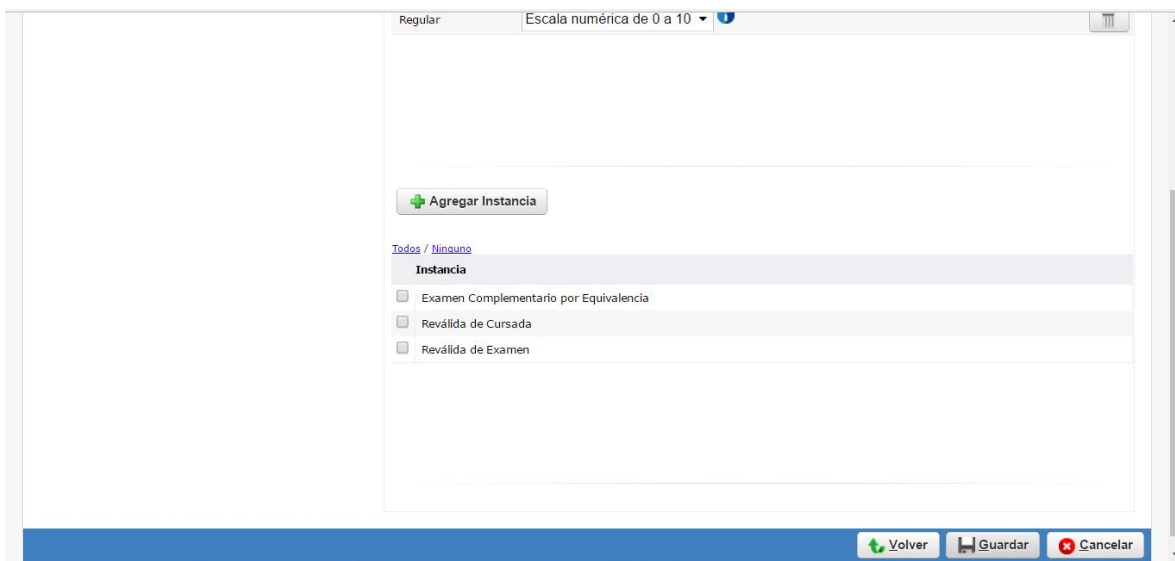 Regular Escala numérica de 0 a 10
Agregar Instancia
Todos / Ninguno
Instancia
Examen Complementario por Equivalencia
Reválida de Cursada
Reválida de Examen
Volver Guardar Cancelar